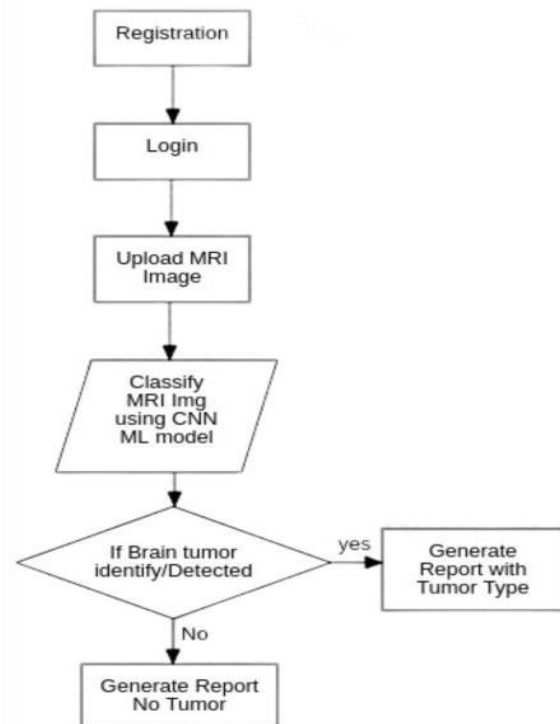 Registration
Login
Upload MRI
Image
Classify
MRI Img
using CNN
ML model
If Brain tumor
identify/Detected
yes
Generate
Report with
Tumor Type
No
Generate Report
No Tumor